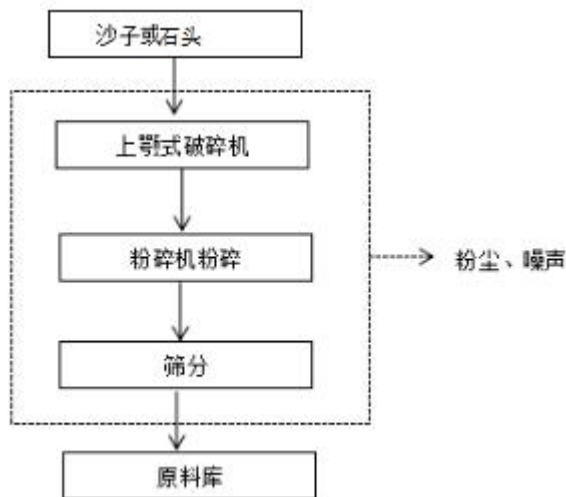 沙子或石头
上颚式破碎机
粉碎机粉碎
粉尘、噪声
筛分
原料库